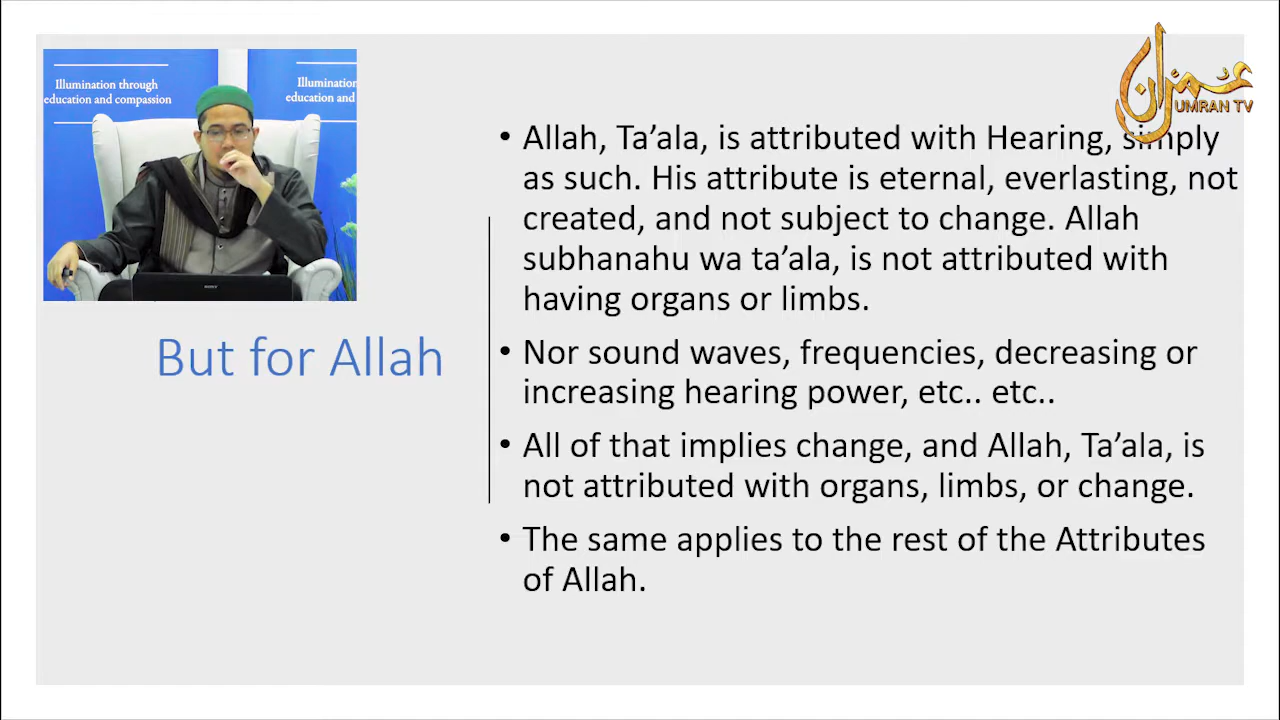 Illumination through
education and compassion
Illumination
education and
عمران
UMRAN TV
But for Allah
• Allah, Ta’ala, is attributed with Hearing, simply
as such. His attribute is eternal, everlasting, not
created, and not subject to change. Allah
subhanahu wa ta’ala, is not attributed with
having organs or limbs.
• Nor sound waves, frequencies, decreasing or
increasing hearing power, etc.. etc..
• All of that implies change, and Allah, Ta’ala, is
not attributed with organs, limbs, or change.
• The same applies to the rest of the Attributes
of Allah.